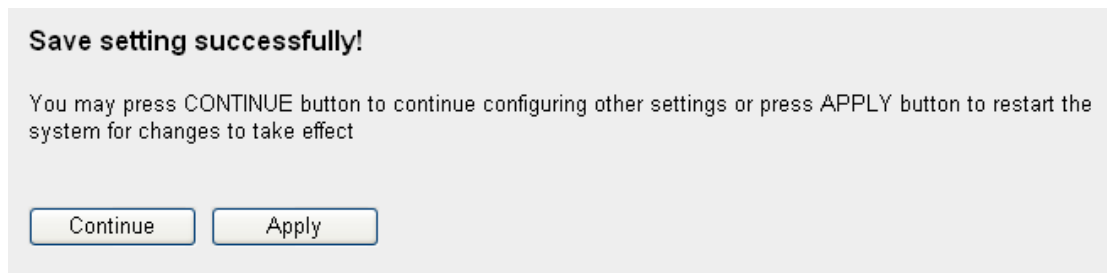 Save setting successfully!
You may press CONTINUE button to continue configuring other settings or press APPLY button to restart the
system for changes to take effect
Continue
Apply